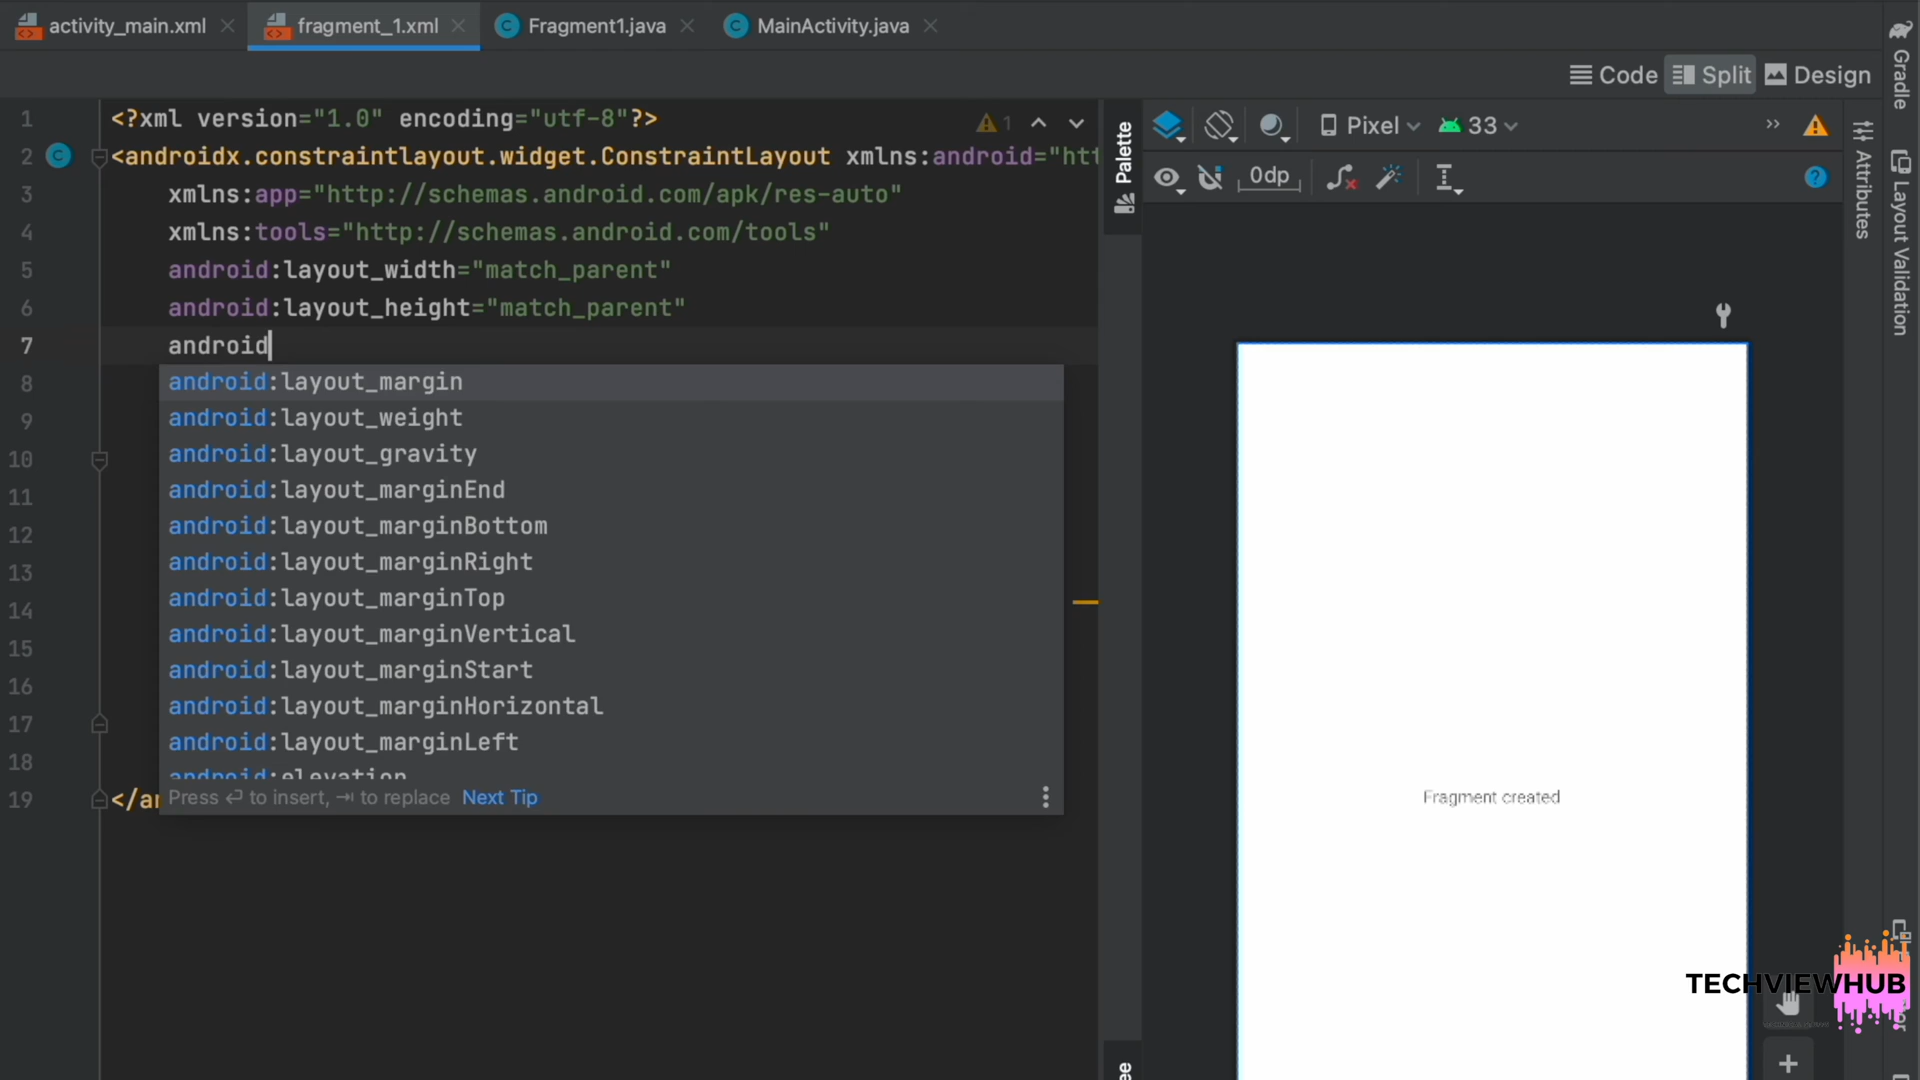 activity_main.xml
fragment_1.xml
Fragment1.java
MainActivity.java
Code
Split
Design
1 <?xml version="1.0" encoding="utf-8"?>
1
2 <androidx.constraintlayout.widget.ConstraintLayout xmlns:android="htt
3 xmlns:app="http://schemas.android.com/apk/res-auto"
4 xmlns:tools="http://schemas.android.com/tools"
5 android:layout_width="match_parent"
6 android:layout_height="match_parent"
7 android
8
9
10
11
12
13
14
15
16
17
18
19 </an
android:layout_margin
android:layout_weight
android:layout_gravity
android:layout_marginEnd
android:layout_marginBottom
android:layout_marginRight
android:layout_marginTop
android:layout_marginVertical
android:layout_marginStart
android:layout_marginHorizontal
android:layout_marginLeft
android:elevation
Press ↩ to insert, ⇥ to replace Next Tip
Palette
Pixel
33
0dp
Fragment created
Attributes
Gradle
Layout Validation
TECHVIEWHUB
ee